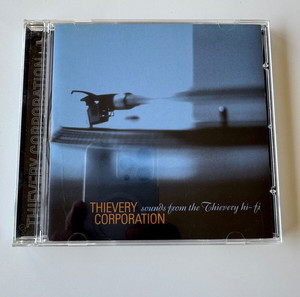 THIEVERY CORPORATION
THIEVERY
CORPORATION
sounds from the Thievery hi-fi